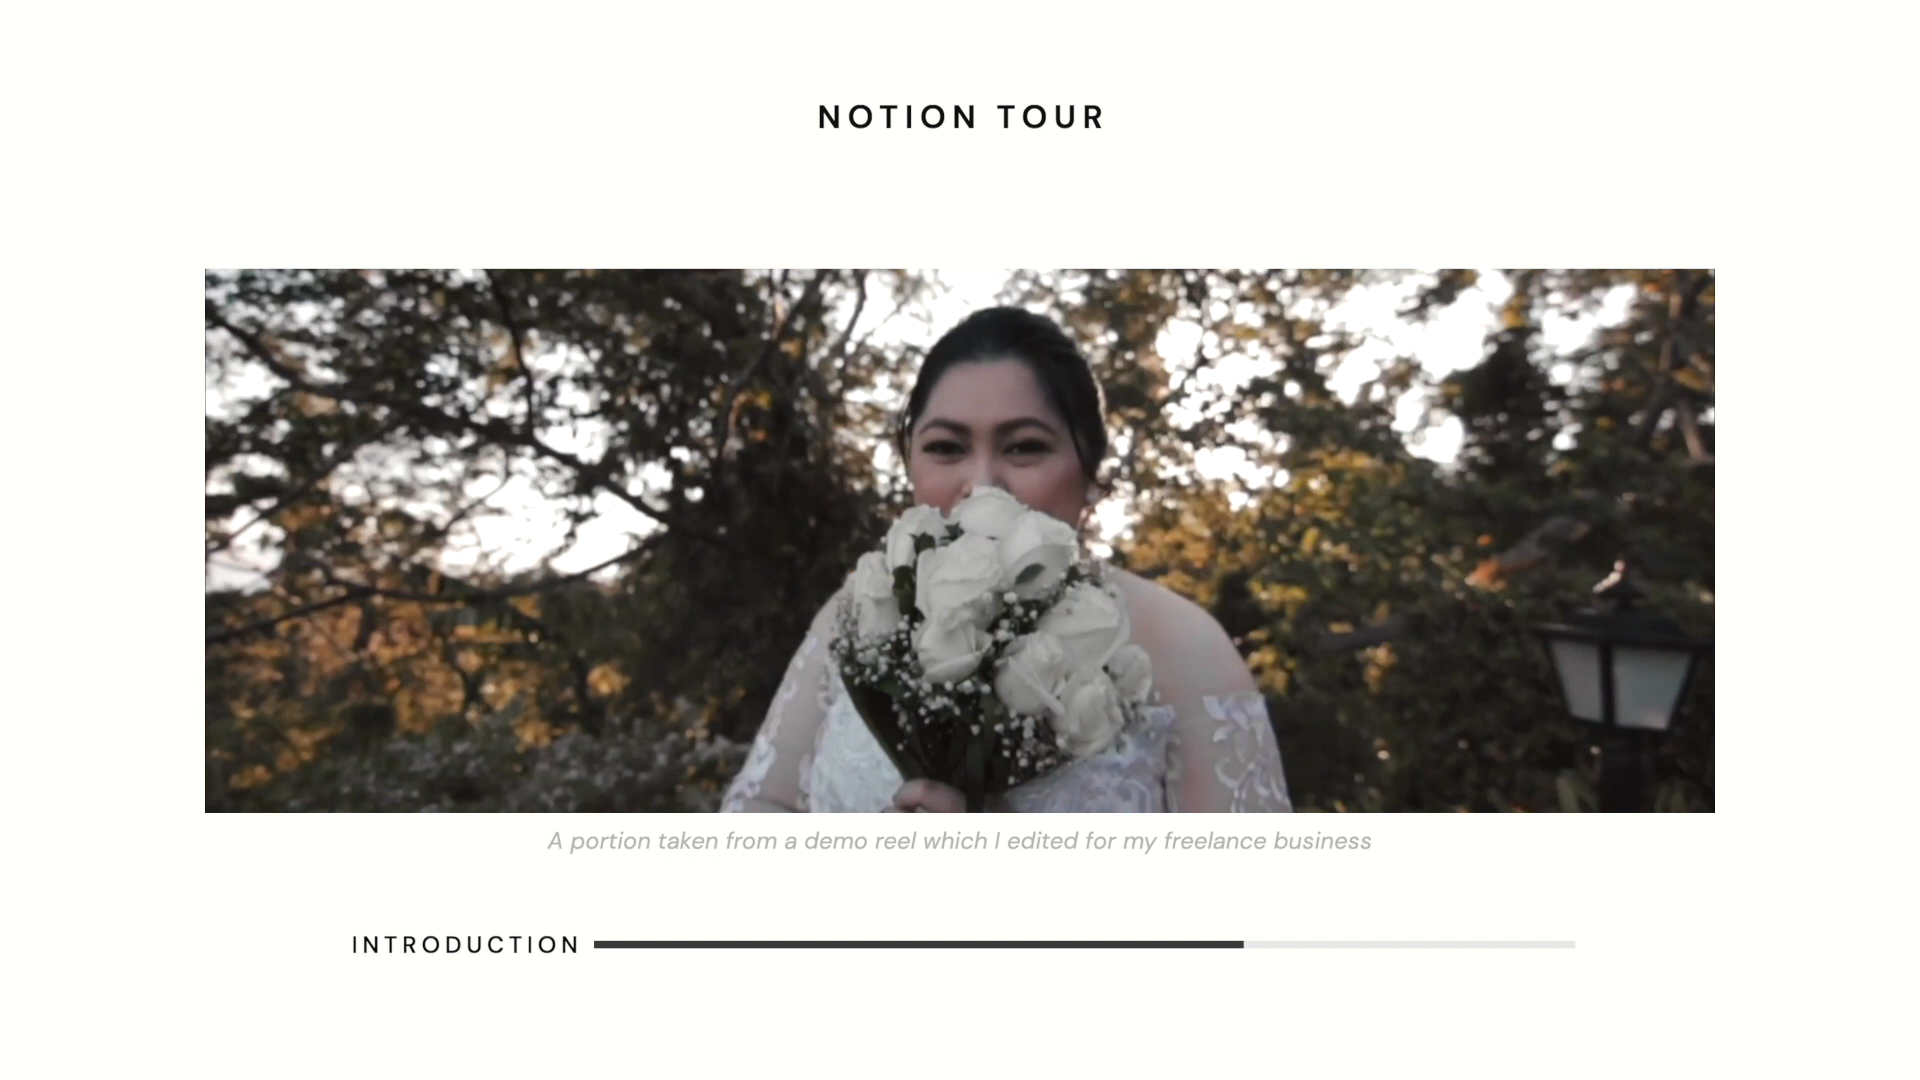 NOTION TOUR
A portion taken from a demo reel which I edited for my freelance business
INTRODUCTION